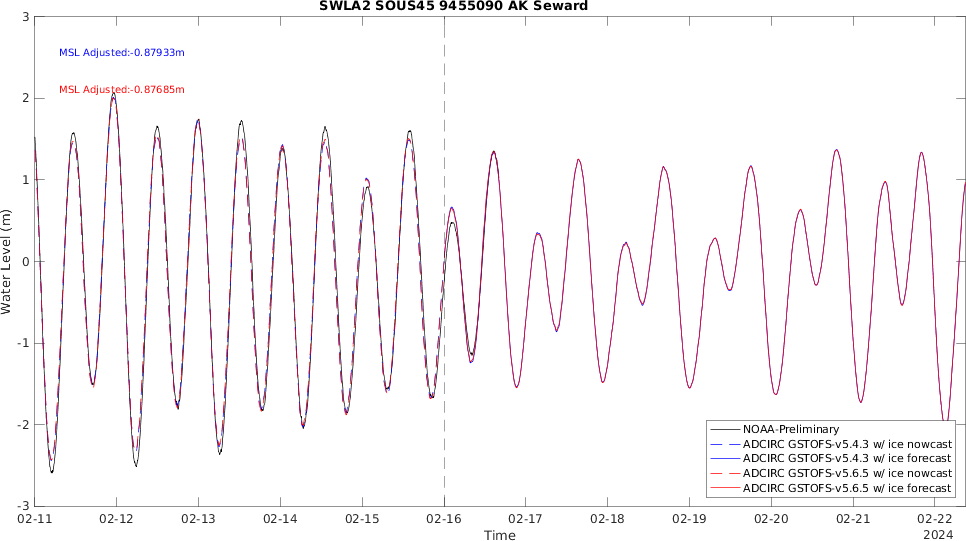 SWLA2 SOUS45 9455090 AK Seward
MSL Adjusted:-0.87933m
MSL Adjusted:-0.87685m
Water Level (m)
3
2
1
0
-1
-2
-3
NOAA-Preliminary
ADCIRC GSTOFS-v5.4.3 w/ ice nowcast
ADCIRC GSTOFS-v5.4.3 w/ ice forecast
ADCIRC GSTOFS-v5.6.5 w/ ice nowcast
ADCIRC GSTOFS-v5.6.5 w/ ice forecast
02-11 02-12 02-13 02-14 02-15 02-16 02-17 02-18 02-19 02-20 02-21 02-22
Time
2024